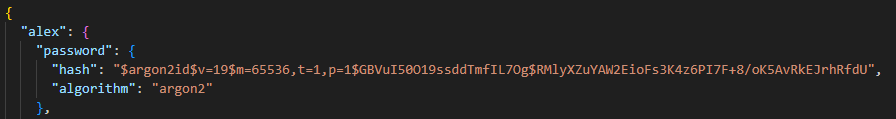 {
"alex": {
"password": {
"hash": "$argon2id$v=19$m=65536,t=1,p=1$GBVuI50O19ssddTmfIL7Og$RMlyXZuYAW2EioFs3K4z6PI7F+8/oK5AvRkEJrhRfdU",
"algorithm": "argon2"
},